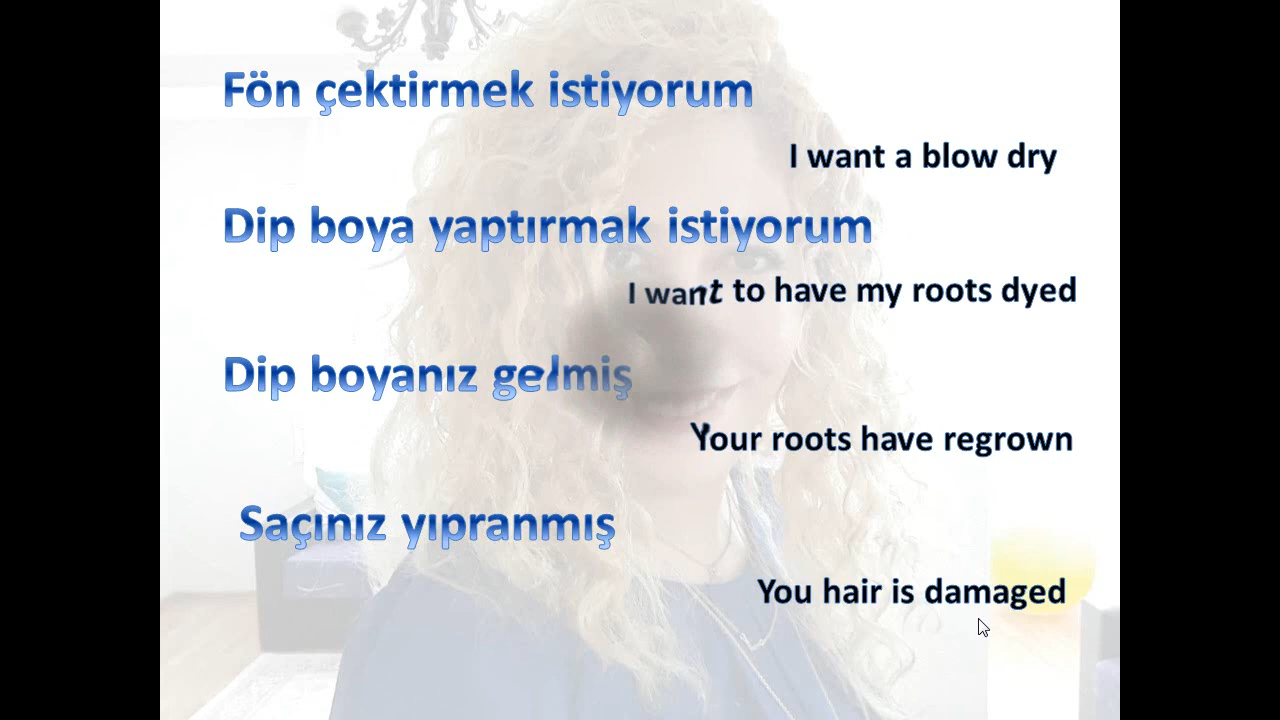 Fön çektirmek istiyorum
I want a blow dry
Dip boya yaptırmak istiyorum
I want to have my roots dyed
Dip boyanız gelmiş
Your roots have regrown
Saçınız yıpranmış
You hair is damaged